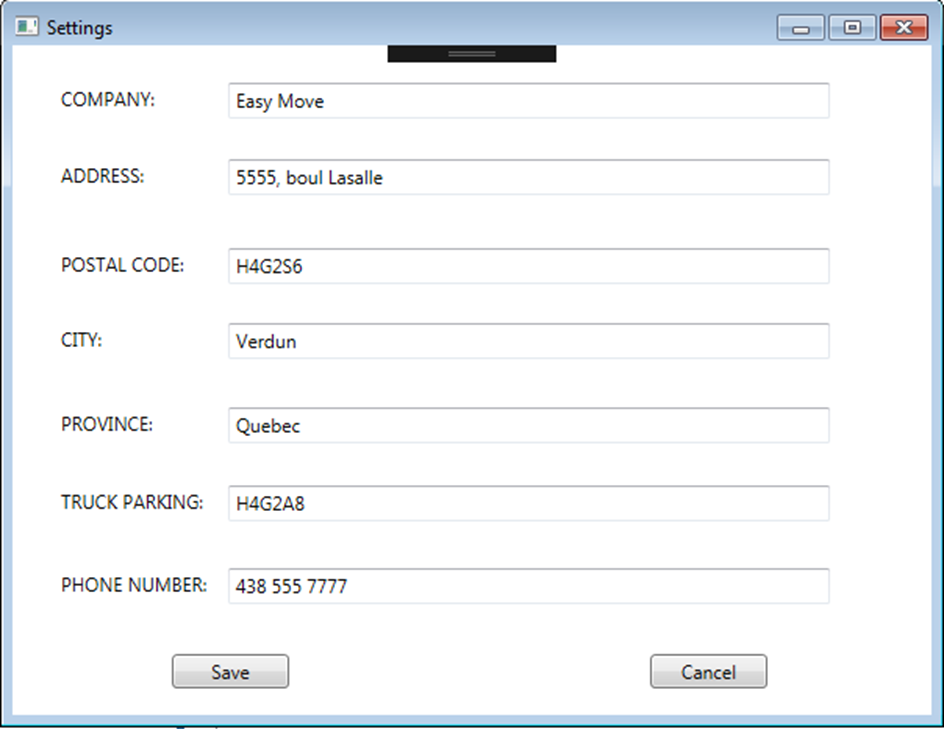 Settings
COMPANY: Easy Move
ADDRESS: 5555, boul Lasalle
POSTAL CODE: H4G2S6
CITY: Verdun
PROVINCE: Quebec
TRUCK PARKING: H4G2A8
PHONE NUMBER: 438 555 7777
Save Cancel